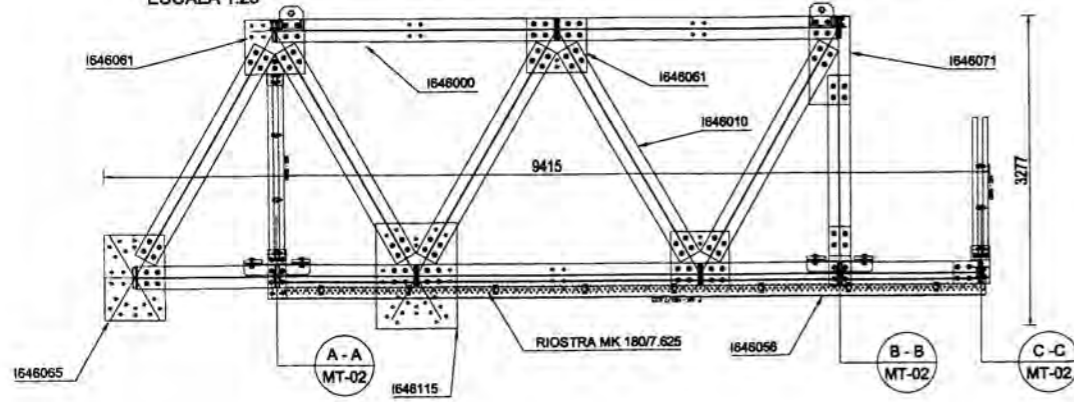 ESCALA 1:25
I646061
I646000
I646061
I646071
I646010
9415
3277
RIOSTRA MK 180/7.625
I646056
I646065
I646115
A - A
MT-02
B - B
MT-02
C - C
MT-02